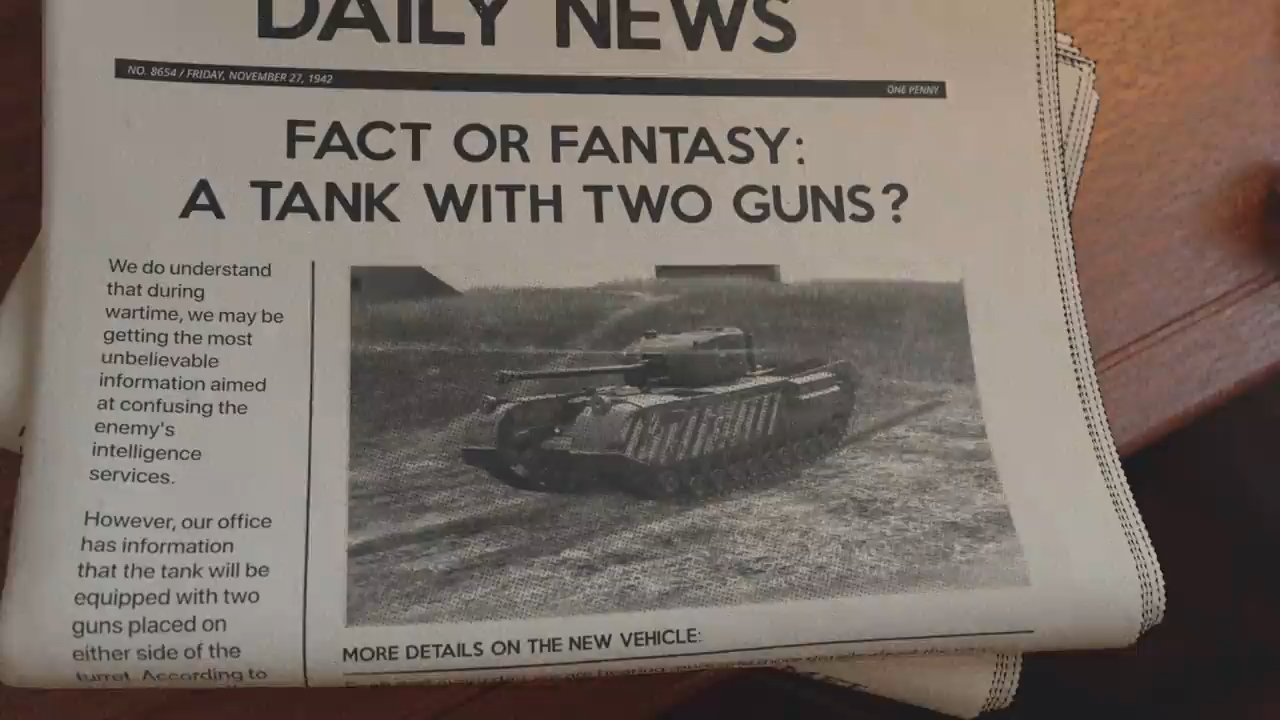 DAILY NEWS
NO. 8654 / FRIDAY, NOVEMBER 27, 1942
ONE PENNY
FACT OR FANTASY:
A TANK WITH TWO GUNS?
We do understand
that during
wartime, we may be
getting the most
unbelievable
information aimed
at confusing the
enemy's
intelligence
services.
However, our office
has information
that the tank will be
equipped with two
guns placed on
either side of the
turret. According to
MORE DETAILS ON THE NEW VEHICLE: